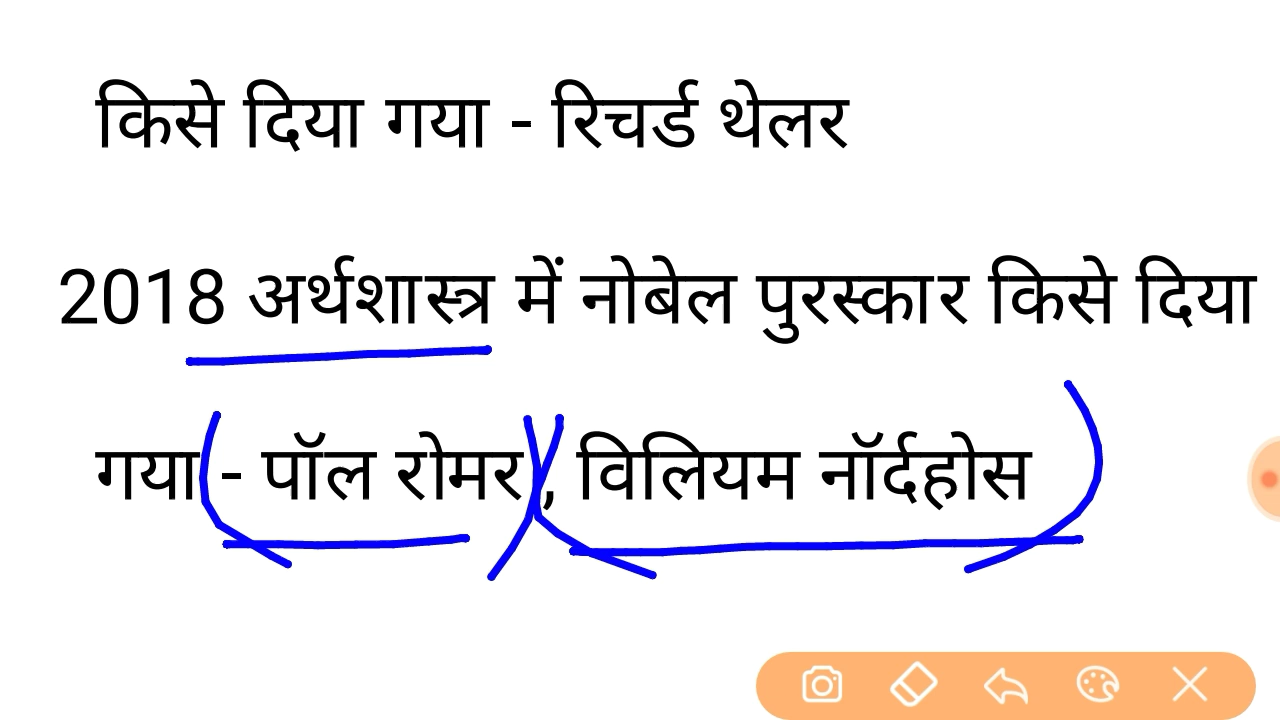 किसे दिया गया - रिचर्ड थेलर
2018 अर्थशास्त्र में नोबेल पुरस्कार किसे दिया
गया - पॉल रोमर, विलियम नॉर्दहोस